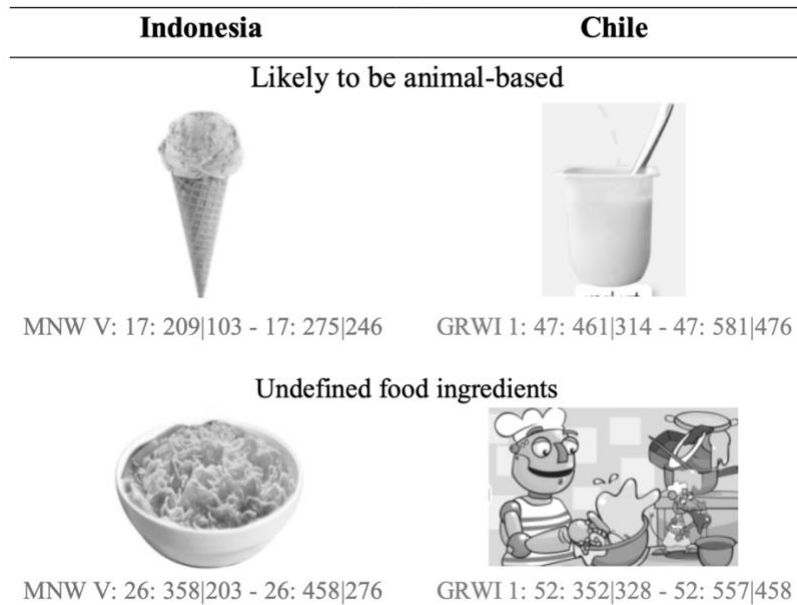 Indonesia Chile
Likely to be animal-based
MNW V: 17: 209|103 - 17: 275|246 GRWI 1: 47: 461|314 - 47: 581|476
Undefined food ingredients
MNW V: 26: 358|203 - 26: 458|276 GRWI 1: 52: 352|328 - 52: 557|458